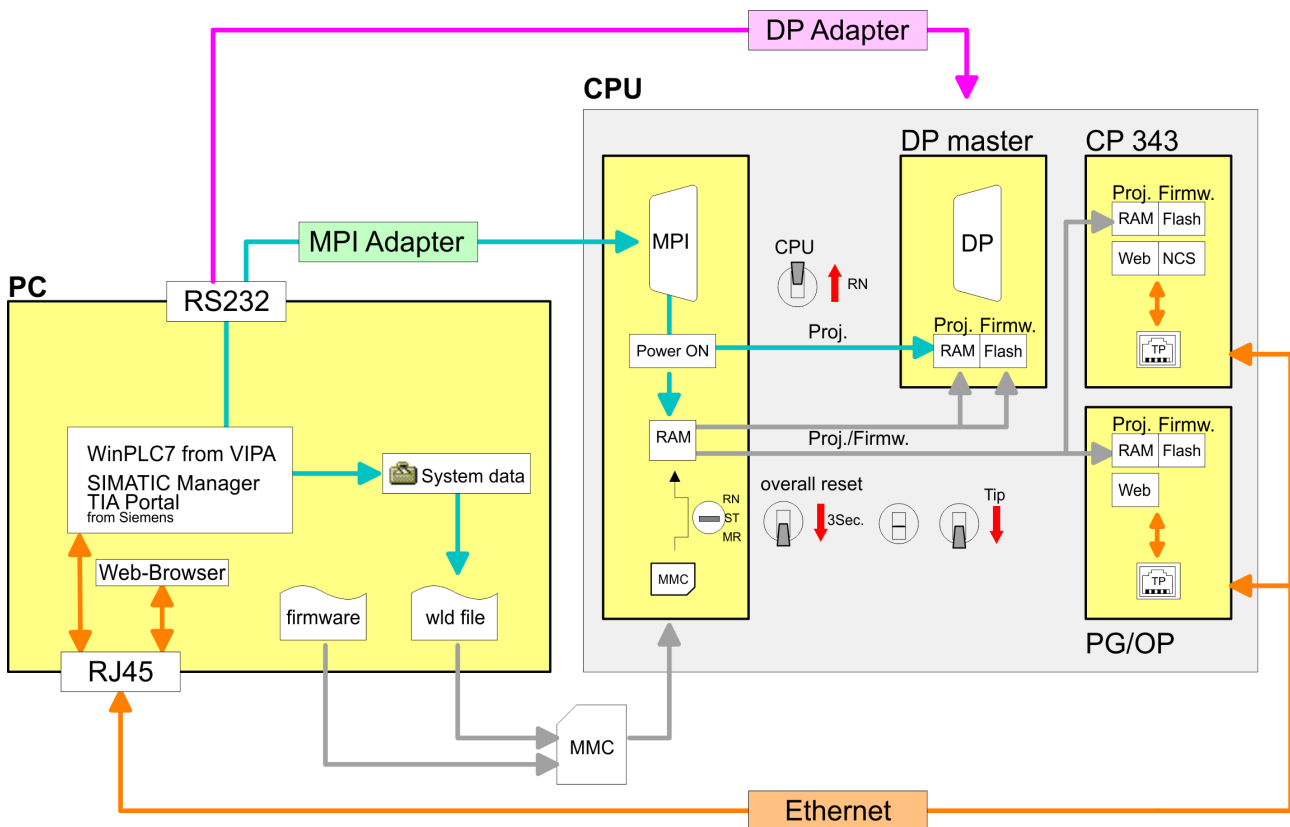 DP Adapter
CPU
DP master
CP 343
Proj. Firmw.
RAM Flash
Web NCS
TP
MPI Adapter
MPI
CPU
RN
DP
PC
RS232
Power ON
Proj.
Proj. Firmw.
RAM Flash
WinPLC7 from VIPA
SIMATIC Manager
TIA Portal
from Siemens
System data
RAM
Proj./Firmw.
Proj. Firmw.
RAM Flash
Web
TP
PG/OP
overall reset
3Sec.
Tip
RN
ST
MR
MMC
Web-Browser
firmware
wld file
RJ45
MMC
Ethernet